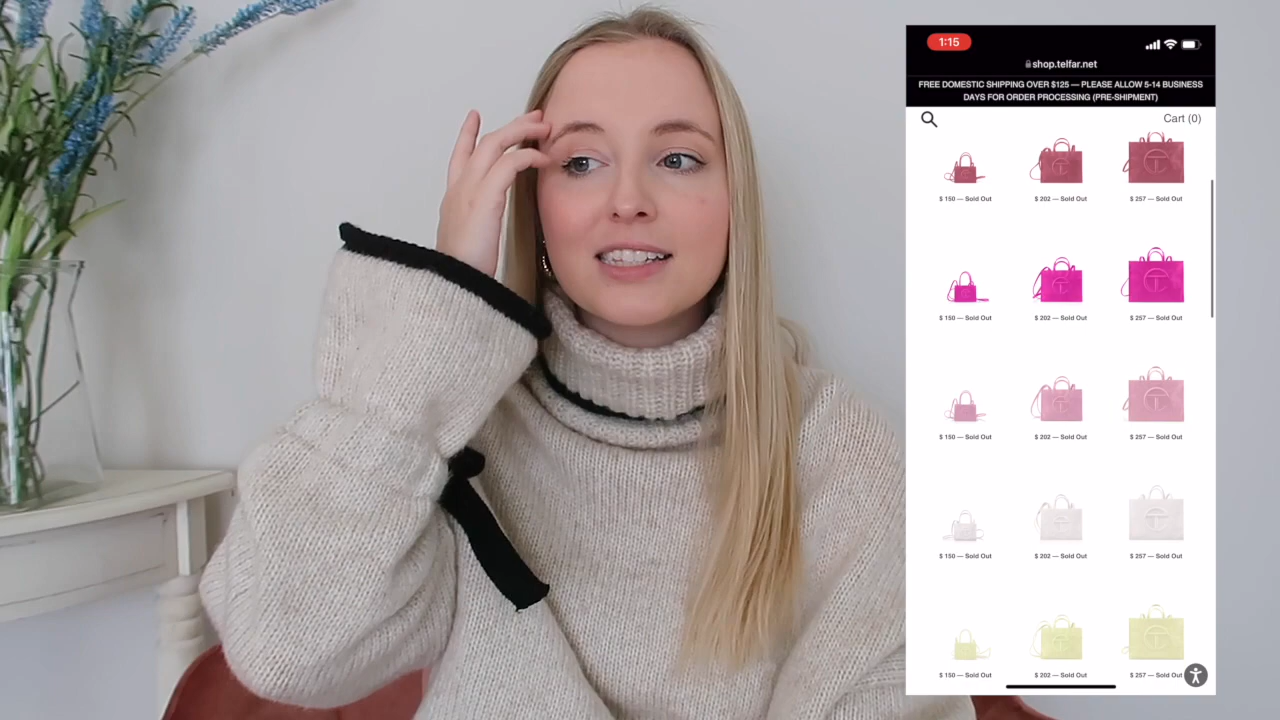 1:15
shop.telfar.net
FREE DOMESTIC SHIPPING OVER $125 — PLEASE ALLOW 5-14 BUSINESS
DAYS FOR ORDER PROCESSING (PRE-SHIPMENT)
Cart (0)
$ 150 — Sold Out $ 202 — Sold Out $ 257 — Sold Out
$ 150 — Sold Out $ 202 — Sold Out $ 257 — Sold Out
$ 150 — Sold Out $ 202 — Sold Out $ 257 — Sold Out
$ 150 — Sold Out $ 202 — Sold Out $ 257 — Sold Out
$ 150 — Sold Out $ 202 — Sold Out $ 257 — Sold Out